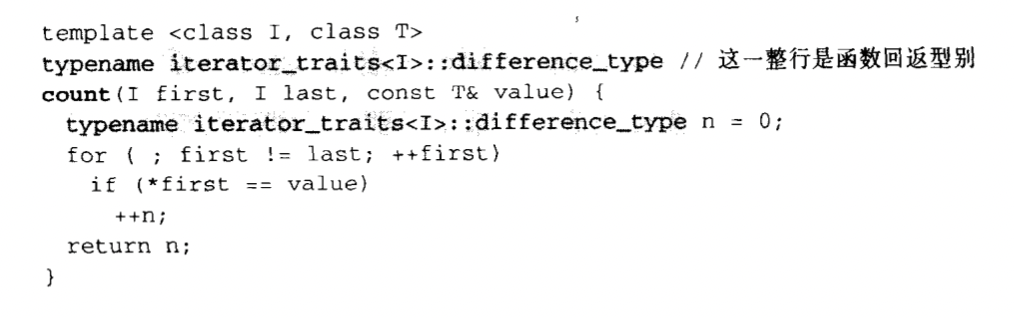 template <class I, class T>
typename iterator_traits<I>::difference_type // 这一整行是函数回返型别
count(I first, I last, const T& value) {
  typename iterator_traits<I>::difference_type n = 0;
  for ( ; first != last; ++first)
    if (*first == value)
      ++n;
  return n;
}